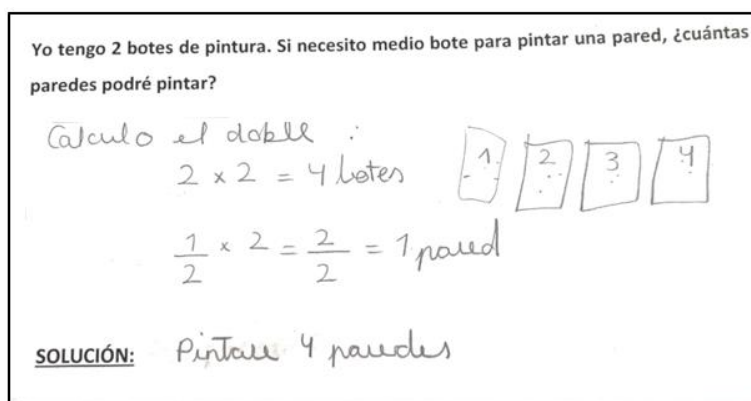 Yo tengo 2 botes de pintura. Si necesito medio bote para pintar una pared, ¿cuántas
paredes podré pintar?
Calculo el doble :
2 x 2 = 4 botes
1 2 3 4
1/2 x 2 = 2/2 = 1 pared
SOLUCIÓN: Pintare 4 paredes